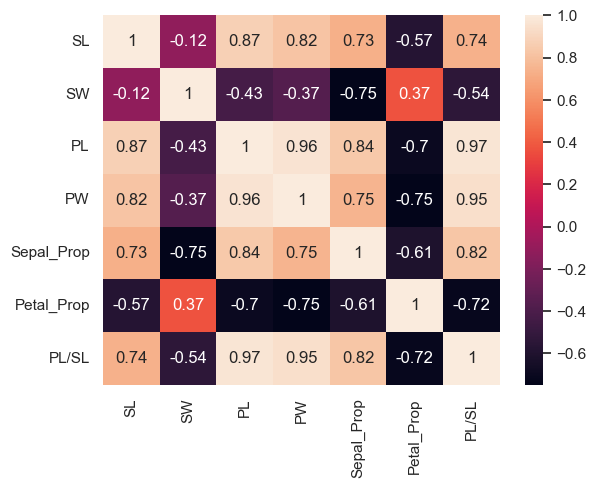 SL 1 -0.12 0.87 0.82 0.73 -0.57 0.74
SW -0.12 1 -0.43 -0.37 -0.75 0.37 -0.54
PL 0.87 -0.43 1 0.96 0.84 -0.7 0.97
PW 0.82 -0.37 0.96 1 0.75 -0.75 0.95
Sepal_Prop 0.73 -0.75 0.84 0.75 1 -0.61 0.82
Petal_Prop -0.57 0.37 -0.7 -0.75 -0.61 1 -0.72
PL/SL 0.74 -0.54 0.97 0.95 0.82 -0.72 1
SL SW PL PW Sepal_Prop Petal_Prop PL/SL
1.0
0.8
0.6
0.4
0.2
0.0
−0.2
−0.4
−0.6